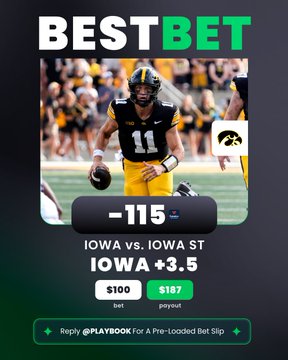 BESTBET
11
-115
IOWA vs. IOWA ST
IOWA +3.5
$100
$187
bet
payout
Reply @PLAYBOOK For A Pre-Loaded Bet Slip